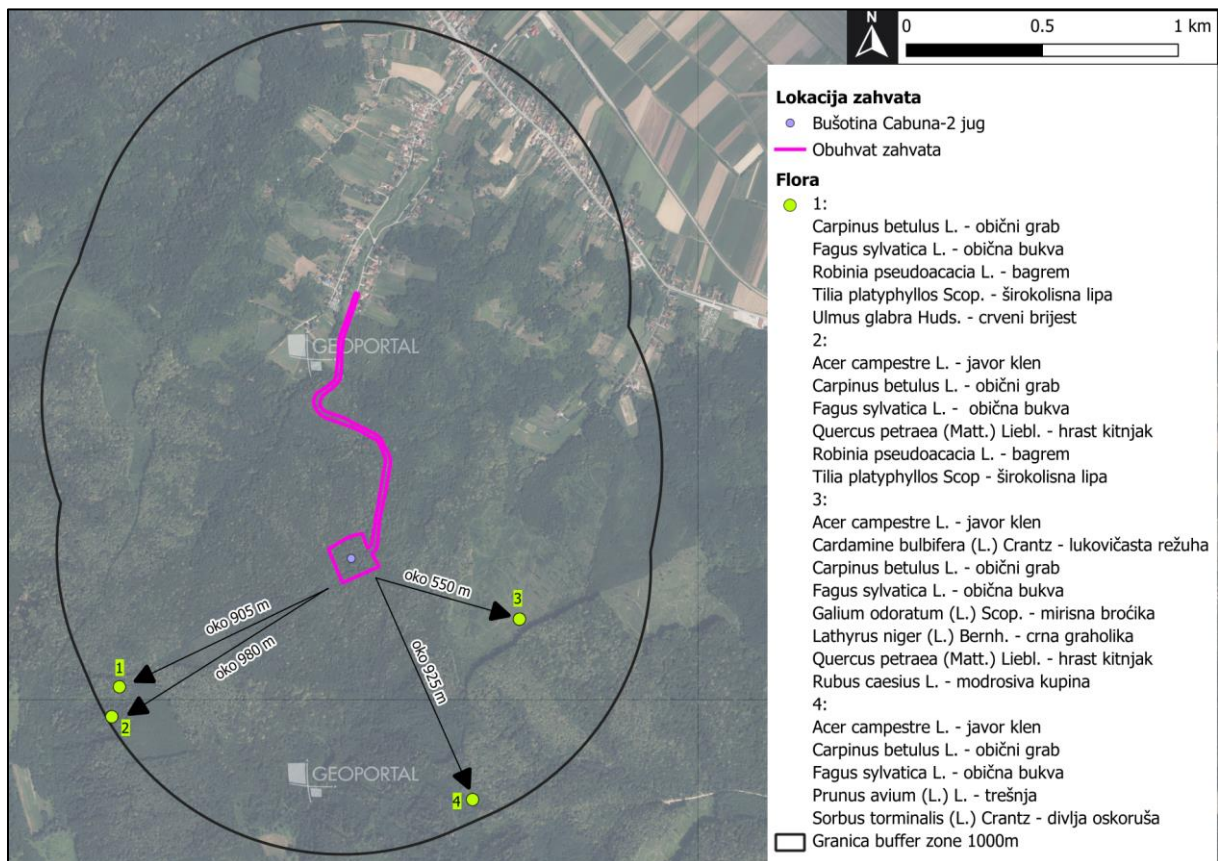 N
0 0.5 1 km
Lokacija zahvata
Bušotina Cabuna-2 jug
Obuhvat zahvata
Flora
1:
Carpinus betulus L. - obični grab
Fagus sylvatica L. - obična bukva
Robinia pseudoacacia L. - bagrem
Tilia platyphyllos Scop. - širokolisna lipa
Ulmus glabra Huds. - crveni brijest
2:
Acer campestre L. - javor klen
Carpinus betulus L. - obični grab
Fagus sylvatica L. - obična bukva
Quercus petraea (Matt.) Liebl. - hrast kitnjak
Robinia pseudoacacia L. - bagrem
Tilia platyphyllos Scop - širokolisna lipa
3:
Acer campestre L. - javor klen
Cardamine bulbifera (L.) Crantz - lukovičasta režuha
Carpinus betulus L. - obični grab
Fagus sylvatica L. - obična bukva
Galium odoratum (L.) Scop. - mirisna broćika
Lathyrus niger (L.) Bernh. - crna graholika
Quercus petraea (Matt.) Liebl. - hrast kitnjak
Rubus caesius L. - modrosiva kupina
4:
Acer campestre L. - javor klen
Carpinus betulus L. - obični grab
Fagus sylvatica L. - obična bukva
Prunus avium (L.) L. - trešnja
Sorbus torminalis (L.) Crantz - divlja oskoruša
Granica buffer zone 1000m
GEOPORTAL
oko 550 m
oko 905 m
oko 980 m
oko 925 m
3
1
2
4
GEOPORTAL